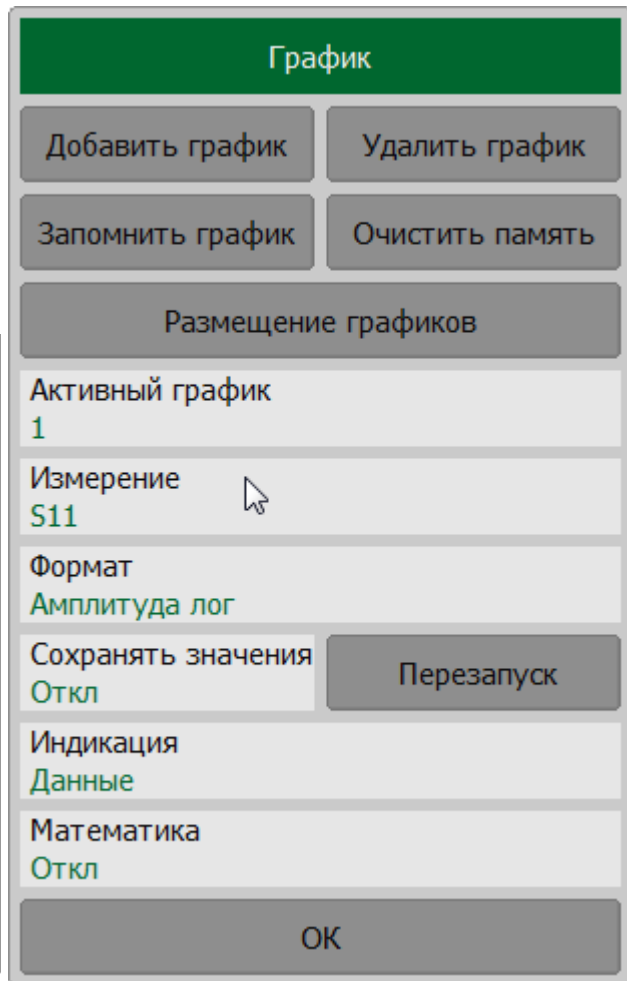 График
Добавить график
Удалить график
Запомнить график
Очистить память
Размещение графиков
Активный график
1
Измерение
S11
Формат
Амплитуда лог
Сохранять значения
Откл
Перезапуск
Индикация
Данные
Математика
Откл
ОК